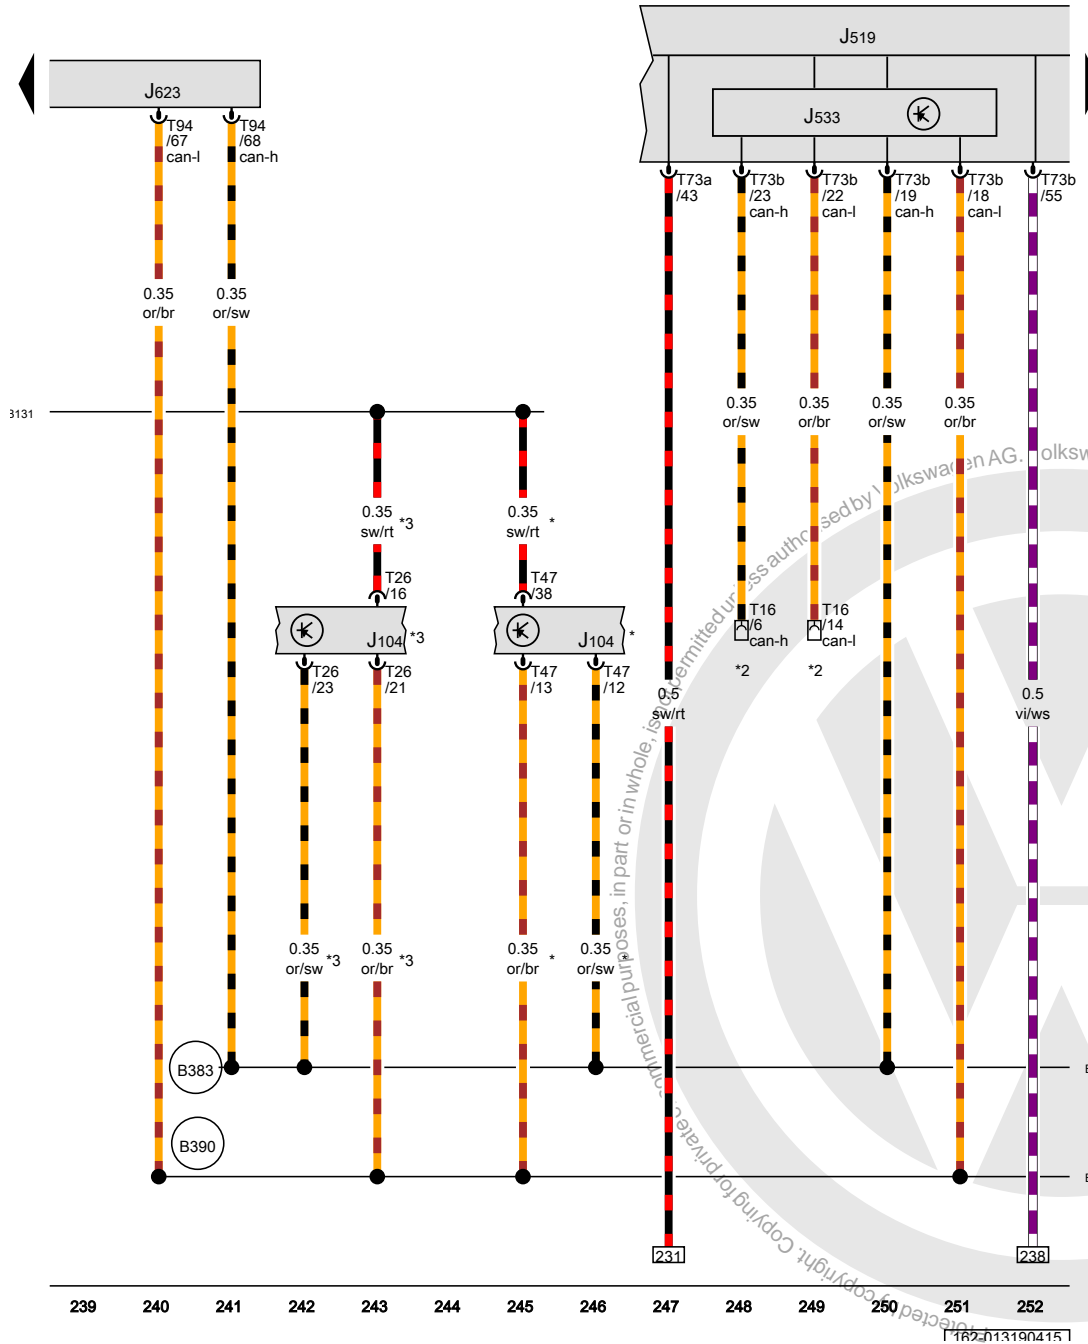 J519
J623
J533
T94
/67
can-l
T94
/68
can-h
T73a
/43
T73b
/23
can-h
T73b
/22
can-l
T73b
/19
can-h
T73b
/18
can-l
T73b
/55
0.35
or/br
0.35
or/sw
0.35
or/sw
0.35
or/br
0.35
or/sw
0.35
or/br
0.35
sw/rt
*3
0.35
sw/rt
*
T26
/16
T47
/38
J104
*3
J104
*
T16
/6
can-h
T16
/14
can-l
*2
*2
T26
/23
T26
/21
T47
/13
T47
/12
0.5
sw/rt
0.5
vi/ws
0.35
or/sw
*3
0.35
or/br
*3
0.35
or/br
*
0.35
or/sw
*
B383
B390
231
238
239 240 241 242 243 244 245 246 247 248 249 250 251 252
162-013190415